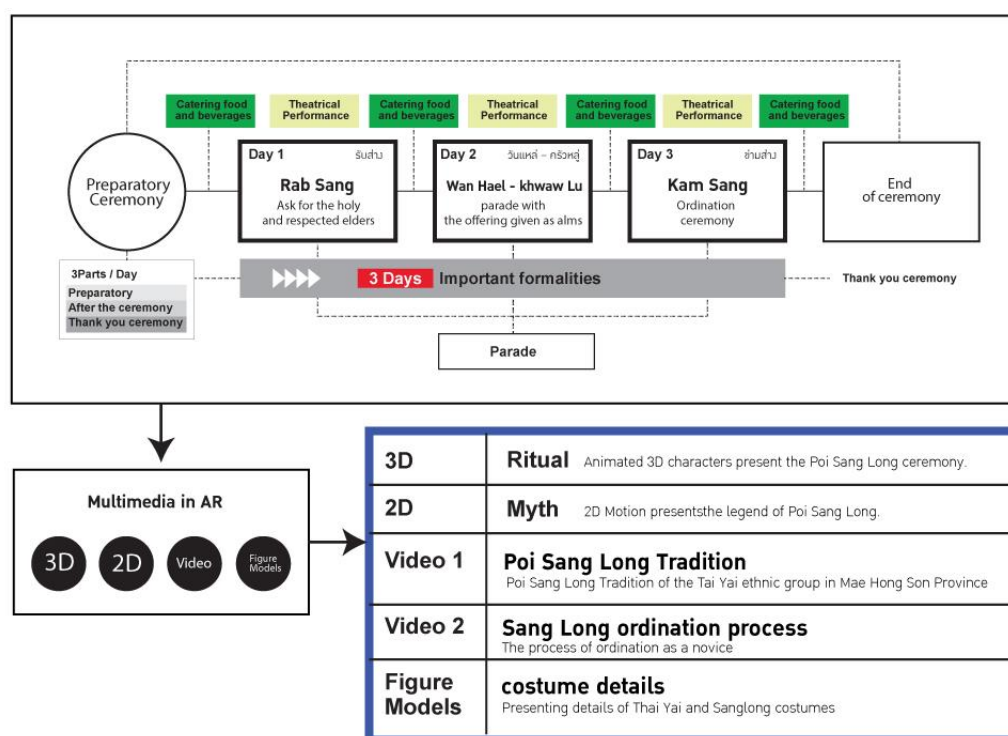 Catering food
and beverages
Theatrical
Performance
Catering food
and beverages
Theatrical
Performance
Catering food
and beverages
Theatrical
Performance
Catering food
and beverages
Preparatory
Ceremony
Day 1 รับส่าง
Rab Sang
Ask for the holy
and respected elders
Day 2 วันแหล่ – ครัวหลู่
Wan Hael - khwaw Lu
parade with
the offering given as alms
Day 3 ข่ามส่าง
Kam Sang
Ordination
ceremony
End
of ceremony
3Parts / Day
Preparatory
After the ceremony
Thank you ceremony
3 Days Important formalities
Thank you ceremony
Parade
Multimedia in AR
3D
2D
Video
Figure
Models
3D Ritual Animated 3D characters present the Poi Sang Long ceremony.
2D Myth 2D Motion presentsthe legend of Poi Sang Long.
Video 1 Poi Sang Long Tradition
Poi Sang Long Tradition of the Tai Yai ethnic group in Mae Hong Son Province
Video 2 Sang Long ordination process
The process of ordination as a novice
Figure
Models
costume details
Presenting details of Thai Yai and Sanglong costumes